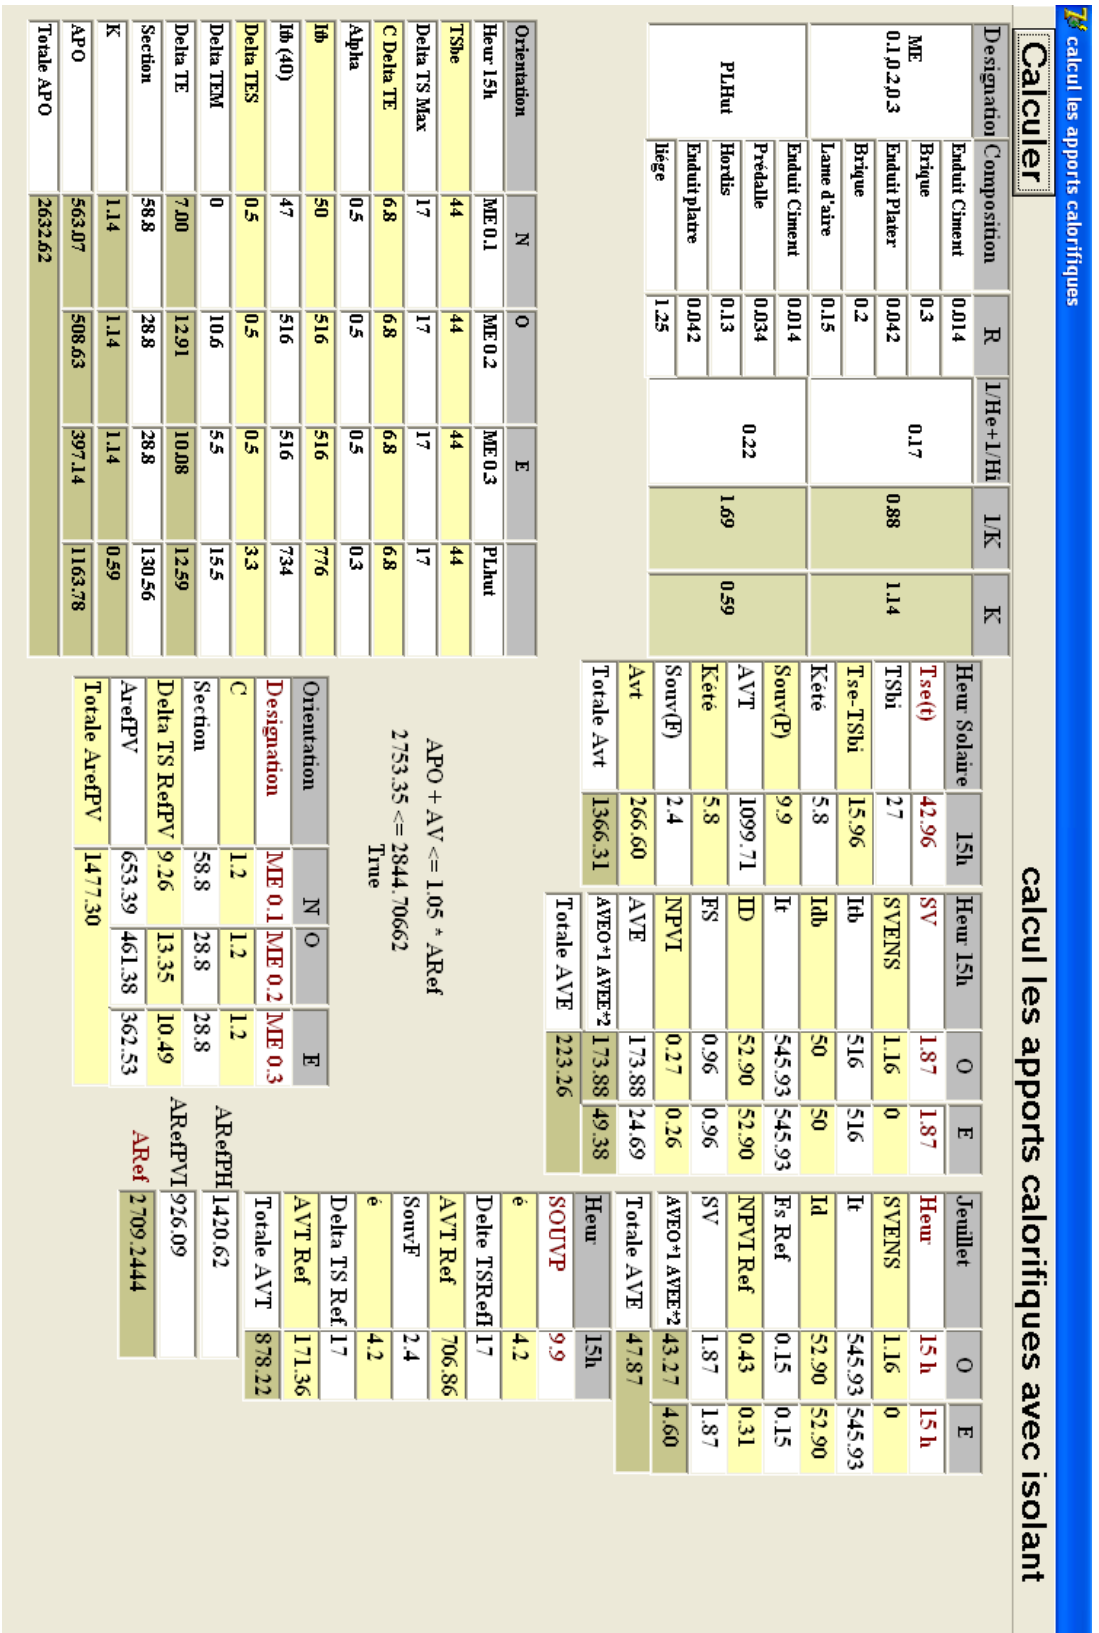 calcul les apports calorifiques
Calculer
calcul les apports calorifiques avec isolant
Designation Composition R 1/He+1/Hi 1/K K
ME 0.1,0.2,0.3
Enduit Ciment 0.014
Brique 0.3
Enduit Plater 0.042
Brique 0.2
Lame d'aire 0.15
0.17 0.88 1.14
PLHut
Enduit Ciment 0.014
Prédalle 0.034
Hordis 0.13
Enduit platre 0.042
liége 1.25
0.22 1.69 0.59
Orientation N O E
Heur 15h ME 0.1 ME 0.2 ME 0.3 PLhut
TSbe 44 44 44 44
Delta TS Max 17 17 17 17
C Delta TE 6.8 6.8 6.8 6.8
Alpha 0.5 0.5 0.5 0.3
Itb 50 516 516 776
Itb (40) 47 516 516 734
Delta TES 0.5 0.5 0.5 3.3
Delta TEM 0 10.6 5.5 15.5
Delta TE 7.00 12.91 10.08 12.59
Section 58.8 28.8 28.8 130.56
K 1.14 1.14 1.14 0.59
APO 563.07 508.63 397.14 1163.78
Totale APO 2632.62
Heur Solaire 15h
Tse(t) 42.96
TSbi 27
Tse-TSbi 15.96
Kété 5.8
Souv(P) 9.9
AVT 1099.71
Kété 5.8
Souv(F) 2.4
Avt 266.60
Totale Avt 1366.31
Heur 15h O E
SV 1.87 1.87
SVENS 1.16 0
Itb 516 516
Idb 50 50
It 545.93 545.93
ID 52.90 52.90
FS 0.96 0.96
NPVI 0.27 0.26
AVE 173.88 24.69
AVEO*1 AVEE*2 173.88 49.38
Totale AVE 223.26
Jeuillet O E
Heur 15 h 15 h
SVENS 1.16 0
It 545.93 545.93
Id 52.90 52.90
Fs Ref 0.15 0.15
NPVI Ref 0.43 0.31
SV 1.87 1.87
AVEO*1 AVEE*2 43.27 4.60
Totale AVE 47.87
APO + AV <= 1.05 * ARef
2753.35 <= 2844.70662
True
Heur 15h
SOUVP 9.9
é 4.2
Delte TSRefI 17
AVT Ref 706.86
SouvF 2.4
é 4.2
Delta TS Ref. 17
AVT Ref 171.36
Totale AVT 878.22
Orientation N O E
Designation ME 0.1 ME 0.2 ME 0.3
C 1.2 1.2 1.2
Section 58.8 28.8 28.8
Delta TS RefPV 9.26 13.35 10.49
ArefPV 653.39 461.38 362.53
Totale ArefPV 1477.30
ARefPH 1420.62
ARefPVI 926.09
ARef 2709.2444